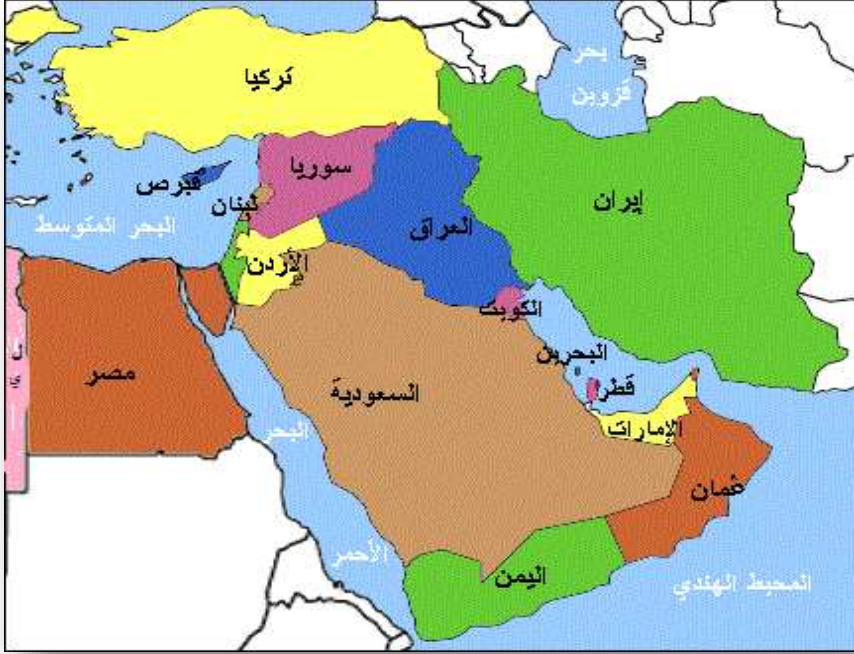 بحر
قزوين
تركيا
سوريا
قبرص
لبنان
إيران
البحر المتوسط
العراق
الأردن
الكويت
ل
ي
ا
مصر
البحرين
السعودية
قطر
البحر
الإمارات
عُمان
الأحمر
اليمن
المحيط الهندي